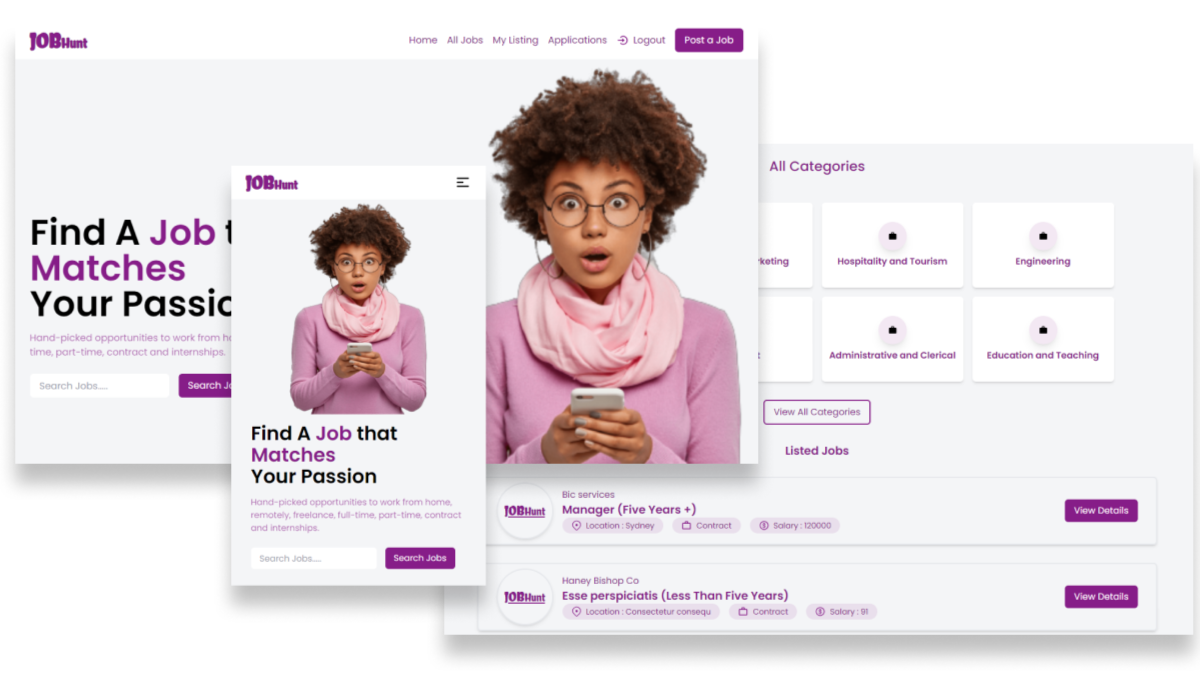 JOBHunt
Home All Jobs My Listing Applications Logout Post a Job
Find A Job
Matches
Your
Hand-picked opportunities to work from
time, part-time, contract and internships.
Search Jobs..... Search
JOBHunt
Find A Job that
Matches
Your Passion
Hand-picked opportunities to work from home,
remotely, freelance, full-time, part-time, contract
and internships.
Search Jobs..... Search Jobs
All Categories
Hospitality and Tourism
Engineering
Administrative and Clerical
Education and Teaching
View All Categories
Listed Jobs
JOBHunt
Bic services
Manager (Five Years +)
Location : Sydney Contract Salary : 120000
View Details
JOBHunt
Haney Bishop Co
Esse perspiciatis (Less Than Five Years)
Location : Consectetur consequ Contract Salary : 91
View Details